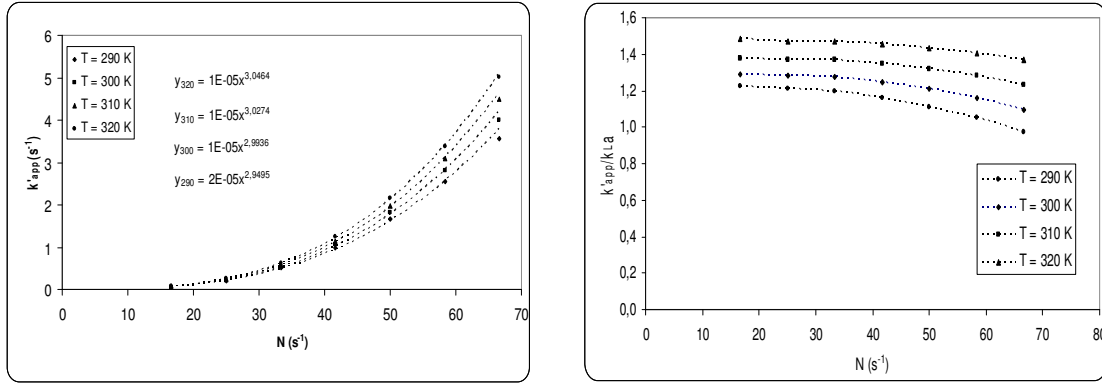 6
5
4
3
2
1
0
k'app (s-1)
T = 290 K
T = 300 K
T = 310 K
T = 320 K
y320 = 1E-05x3,0464
y310 = 1E-05x3,0274
y300 = 1E-05x2,9936
y290 = 2E-05x2,9495
0 10 20 30 40 50 60 70
N (s-1)
1,6
1,4
1,2
1,0
0,8
0,6
0,4
0,2
0,0
k'app/kLa
T = 290 K
T = 300 K
T = 310 K
T = 320 K
0 10 20 30 40 50 60 70 80
N (s-1)